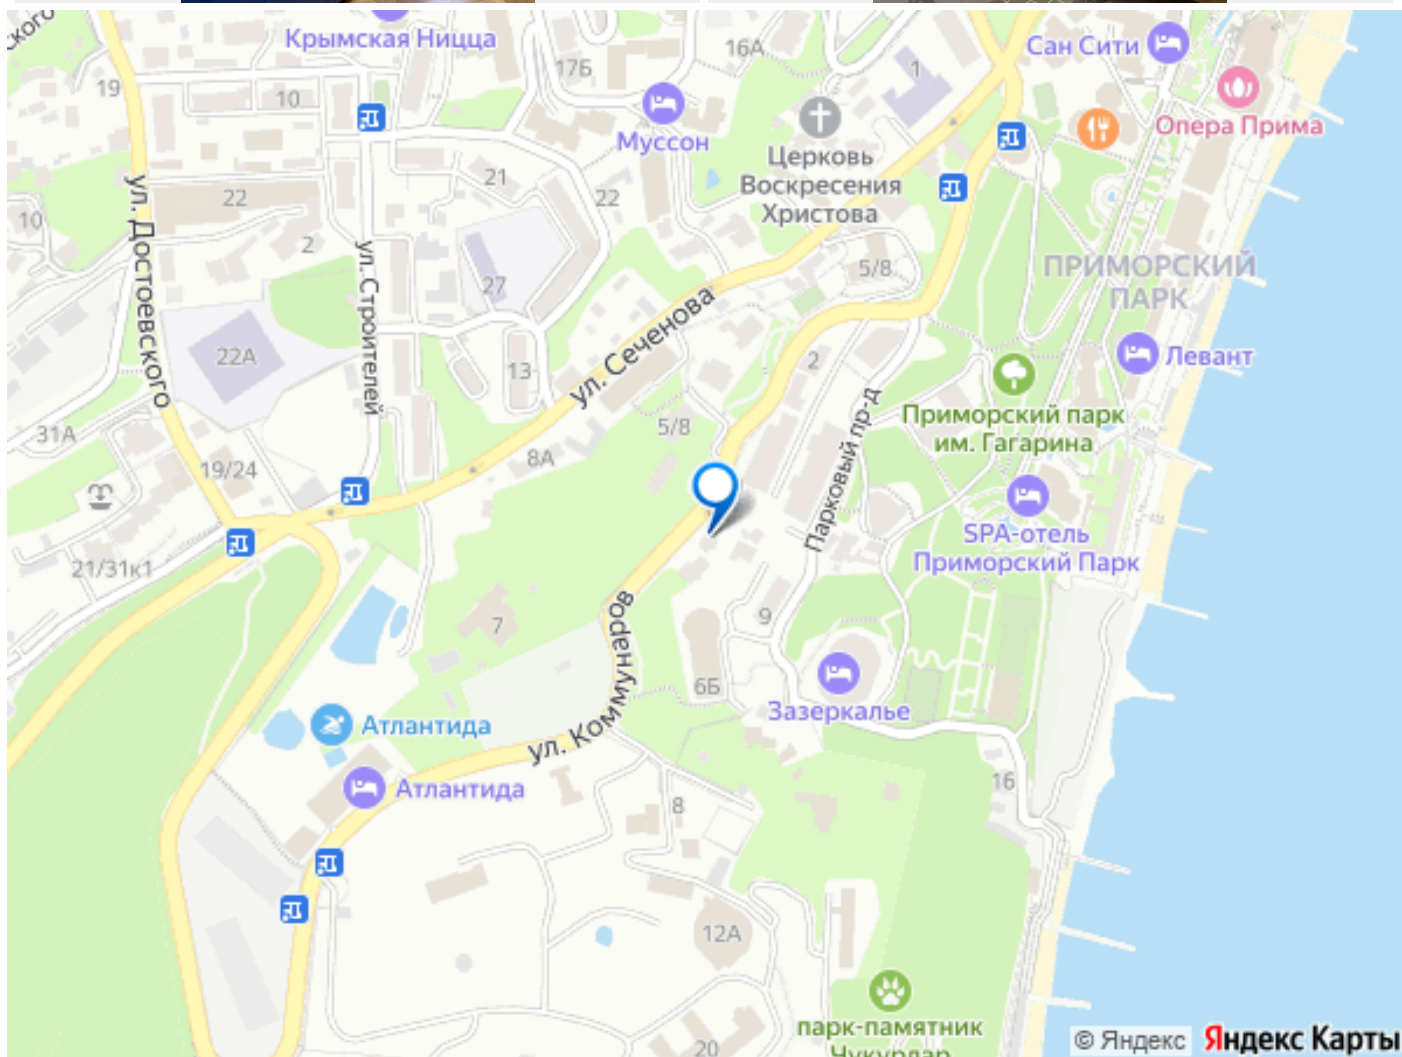 ского
Крымская Ницца
16А
Сан Сити
19
17Б
1
10
Опера Прима
Муссон
Церковь
Воскресения
Христова
21
22
22
10
ул. Достоевского
2
ул.Строителей
5/8
ПРИМОРСКИЙ
ПАРК
27
ул. Сеченова
22А
13
2
Левант
Парковый пр-д
Приморский парк
им. Гагарина
31А
5/8
8А
19/24
SPA-отель
Приморский Парк
21/31к1
ул. Коммунаров
7
9
6Б
Зазеркалье
Атлантида
Атлантида
16
8
12А
парк-памятник
Чукурлар
20
© Яндекс Яндекс Карты